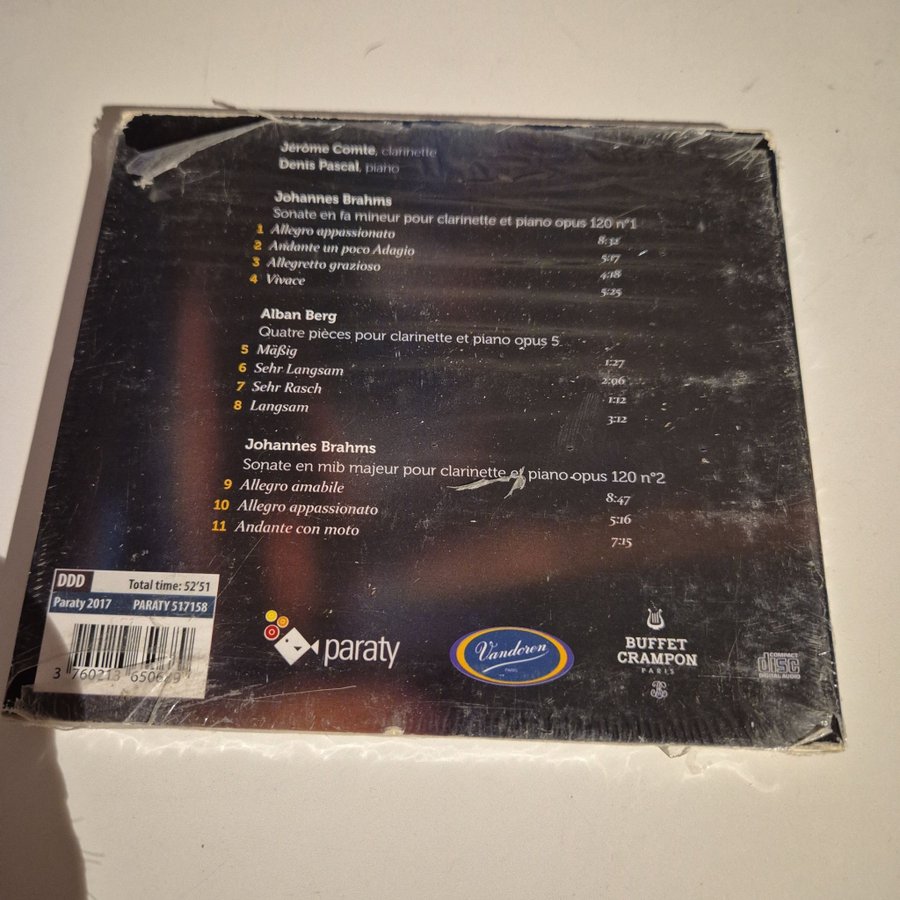 Jérôme Comte, clarinette
Denis Pascal, piano
Johannes Brahms
Sonate en fa mineur pour clarinette et piano opus 120 n°1
1 Allegro appassionato 8:32
2 Andante un poco Adagio 5:17
3 Allegretto grazioso 4:18
4 Vivace 5:25
Alban Berg
Quatre pièces pour clarinette et piano opus 5
5 Mäßig 1:27
6 Sehr Langsam 2:06
7 Sehr Rasch 1:12
8 Langsam 3:12
Johannes Brahms
Sonate en mib majeur pour clarinette et piano opus 120 n°2
9 Allegro amabile 8:47
10 Allegro appassionato 5:16
11 Andante con moto 7:15
DDD Total time: 52'51
Paraty 2017 PARATY 517158
3 760213 650689
paraty
Vandoren
PARIS
BUFFET
CRAMPON
PARIS
COMPACT
disc
DIGITAL AUDIO